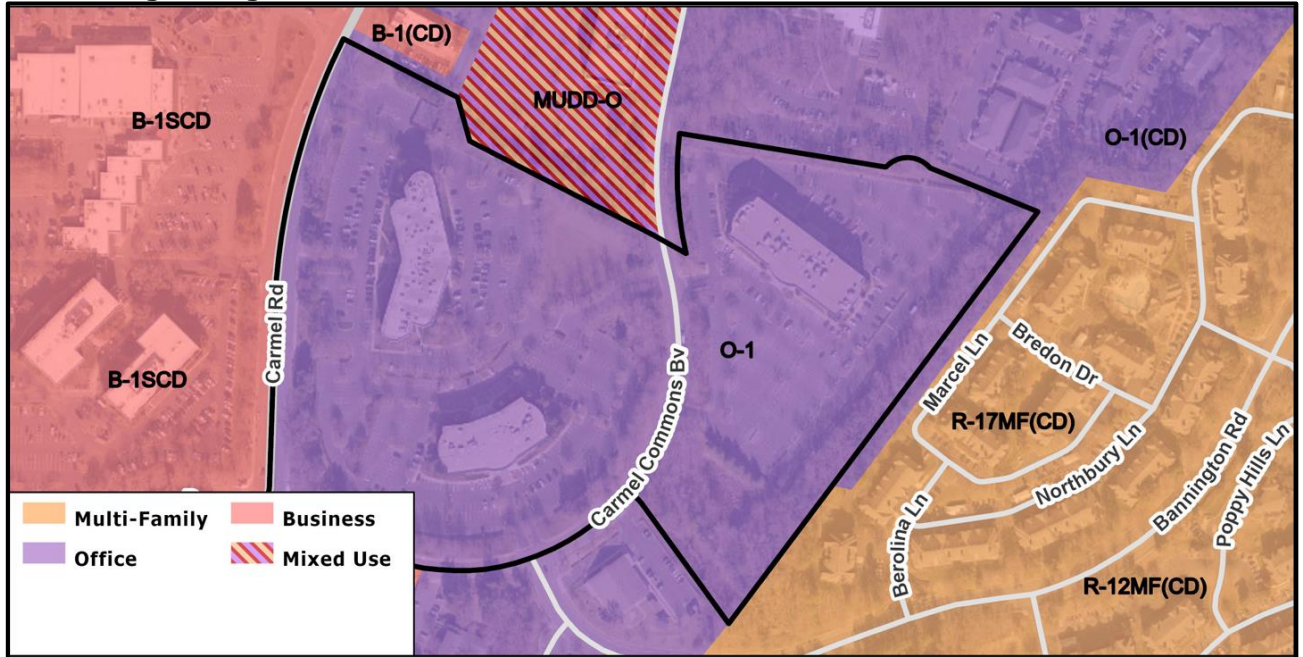 B-1(CD)
MUDD-O
B-1SCD
O-1(CD)
Carmel Rd
B-1SCD
O-1
Carmel Commons Bv
Marcel Ln
Bredon Dr
R-17MF(CD)
Northbury Ln
Bannington Rd
Poppy Hills Ln
Berolina Ln
R-12MF(CD)
Multi-Family
Business
Office
Mixed Use